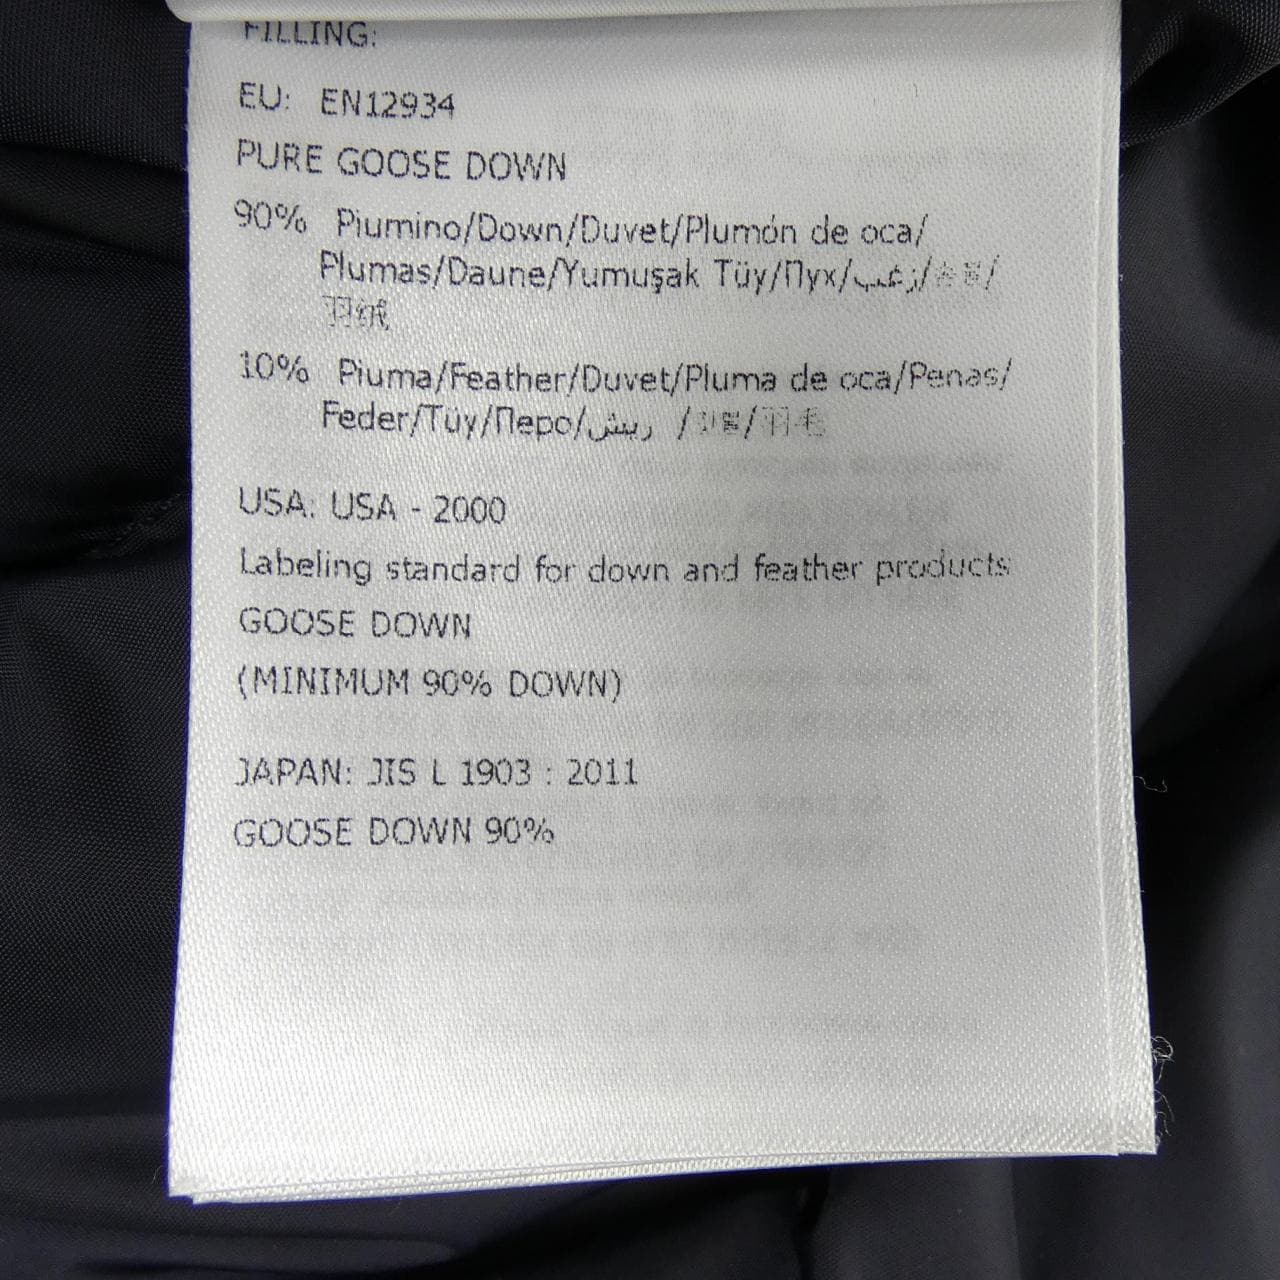 FILLING:
EU: EN12934
PURE GOOSE DOWN
90% Piumino/Down/Duvet/Plumón de oca/
Plumas/Daune/Yumuşak Tüy/Пух/زغب/
羽绒
10% Piuma/Feather/Duvet/Pluma de oca/Penas/
Feder/Tüy/Перо/ريش /羽毛
USA: USA - 2000
Labeling standard for down and feather products
GOOSE DOWN
(MINIMUM 90% DOWN)
JAPAN: JIS L 1903 : 2011
GOOSE DOWN 90%